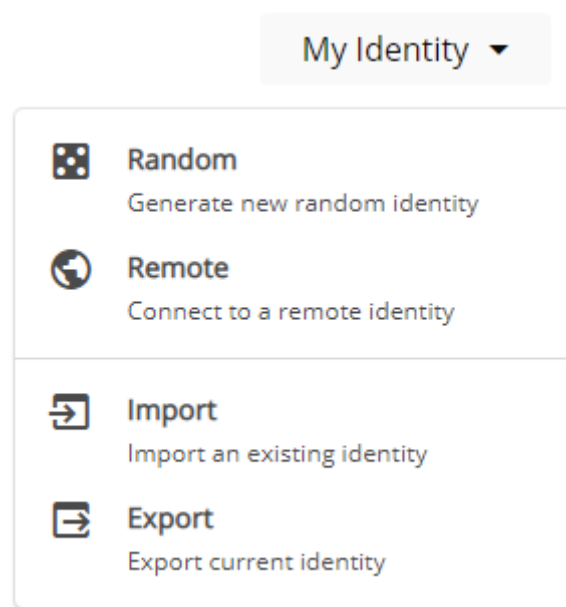 My Identity
Random
Generate new random identity
Remote
Connect to a remote identity
Import
Import an existing identity
Export
Export current identity